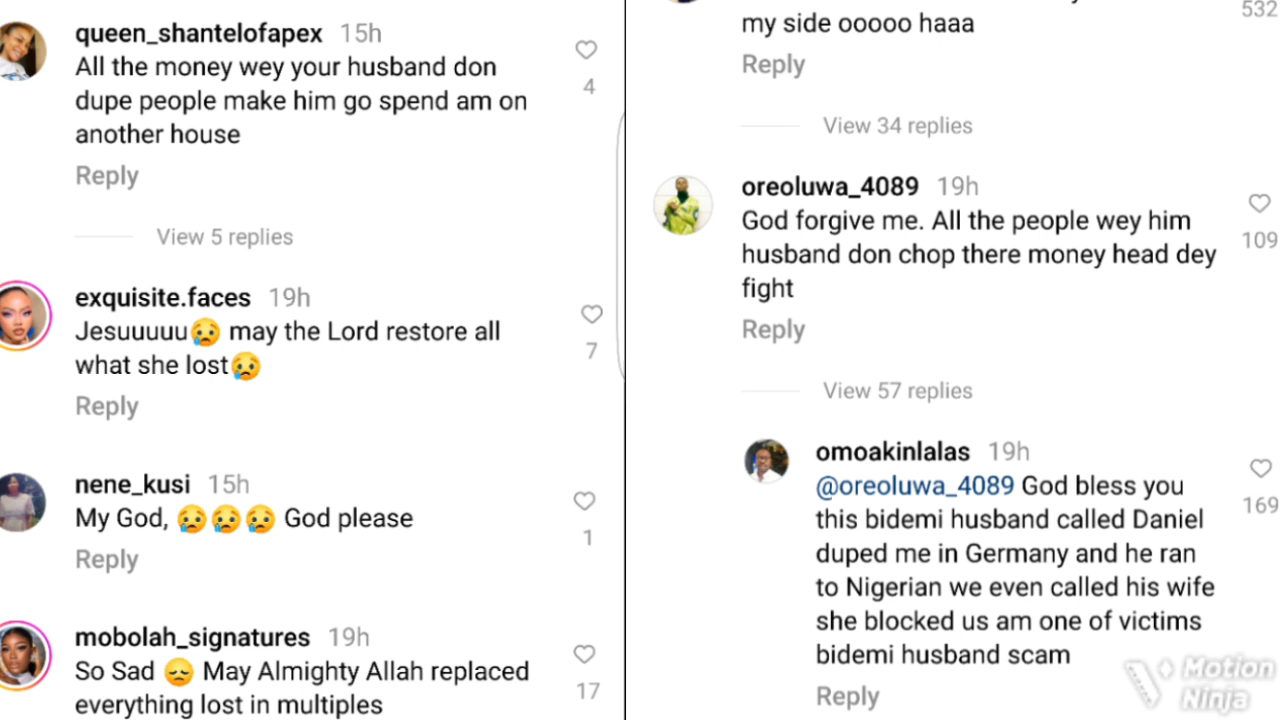 queen_shantelofapex 15h
All the money wey your husband don
dupe people make him go spend am on
another house
4
Reply
View 5 replies
exquisite.faces 19h
Jesuuuuu😢 may the Lord restore all
what she lost😢
7
Reply
nene_kusi 15h
My God, 😢😢😢 God please
1
Reply
mobolah_signatures 19h
So Sad 😞 May Almighty Allah replaced
everything lost in multiples
17
532
my side ooooo haaa
Reply
View 34 replies
oreoluwa_4089 19h
God forgive me. All the people wey him
husband don chop there money head dey
fight
109
Reply
View 57 replies
omoakinlalas 19h
@oreoluwa_4089 God bless you
this bidemi husband called Daniel
duped me in Germany and he ran
to Nigerian we even called his wife
she blocked us am one of victims
bidemi husband scam
169
Reply
Motion
Ninja